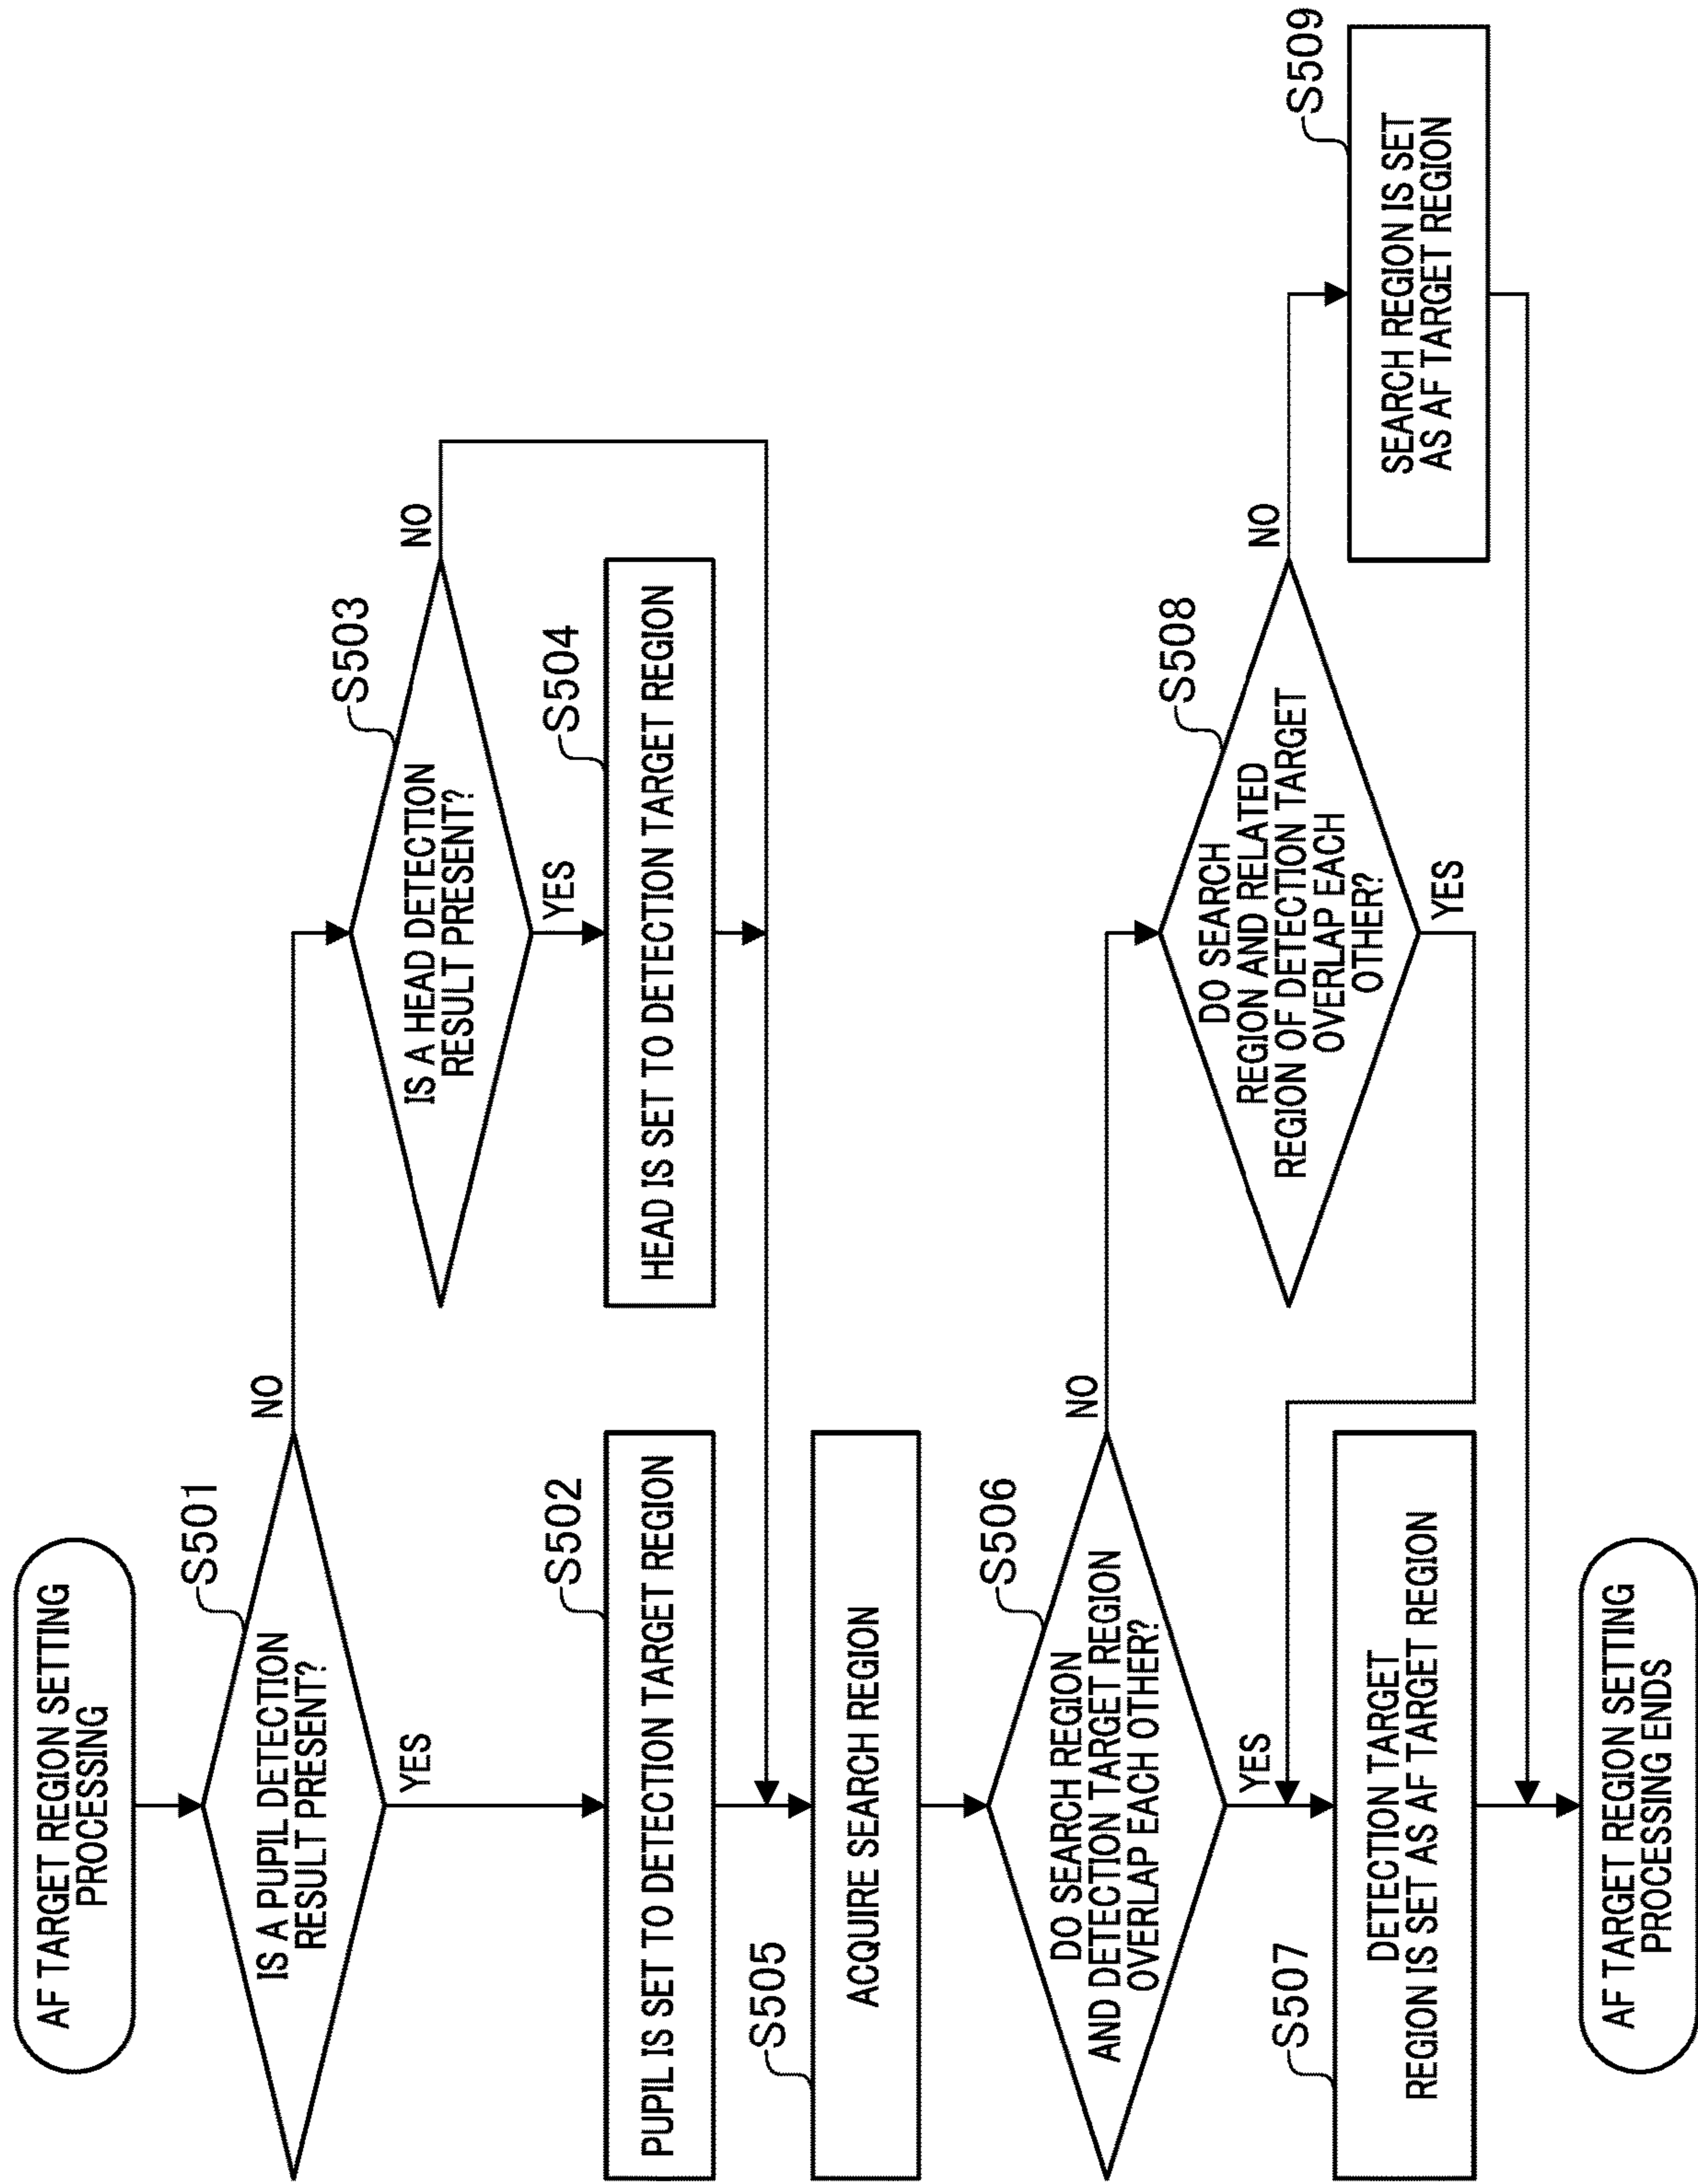 AF TARGET REGION SETTING
PROCESSING
S501
IS A PUPIL DETECTION
RESULT PRESENT?
NO
YES
S503
IS A HEAD DETECTION
RESULT PRESENT?
NO
YES
S502
PUPIL IS SET TO DETECTION TARGET REGION
S504
HEAD IS SET TO DETECTION TARGET REGION
S505
ACQUIRE SEARCH REGION
S506
DO SEARCH REGION
AND DETECTION TARGET REGION
OVERLAP EACH OTHER?
NO
YES
S508
DO SEARCH
REGION AND RELATED
REGION OF DETECTION TARGET
OVERLAP EACH
OTHER?
NO
YES
S507
DETECTION TARGET
REGION IS SET AS AF TARGET REGION
S509
SEARCH REGION IS SET
AS AF TARGET REGION
AF TARGET REGION SETTING
PROCESSING ENDS